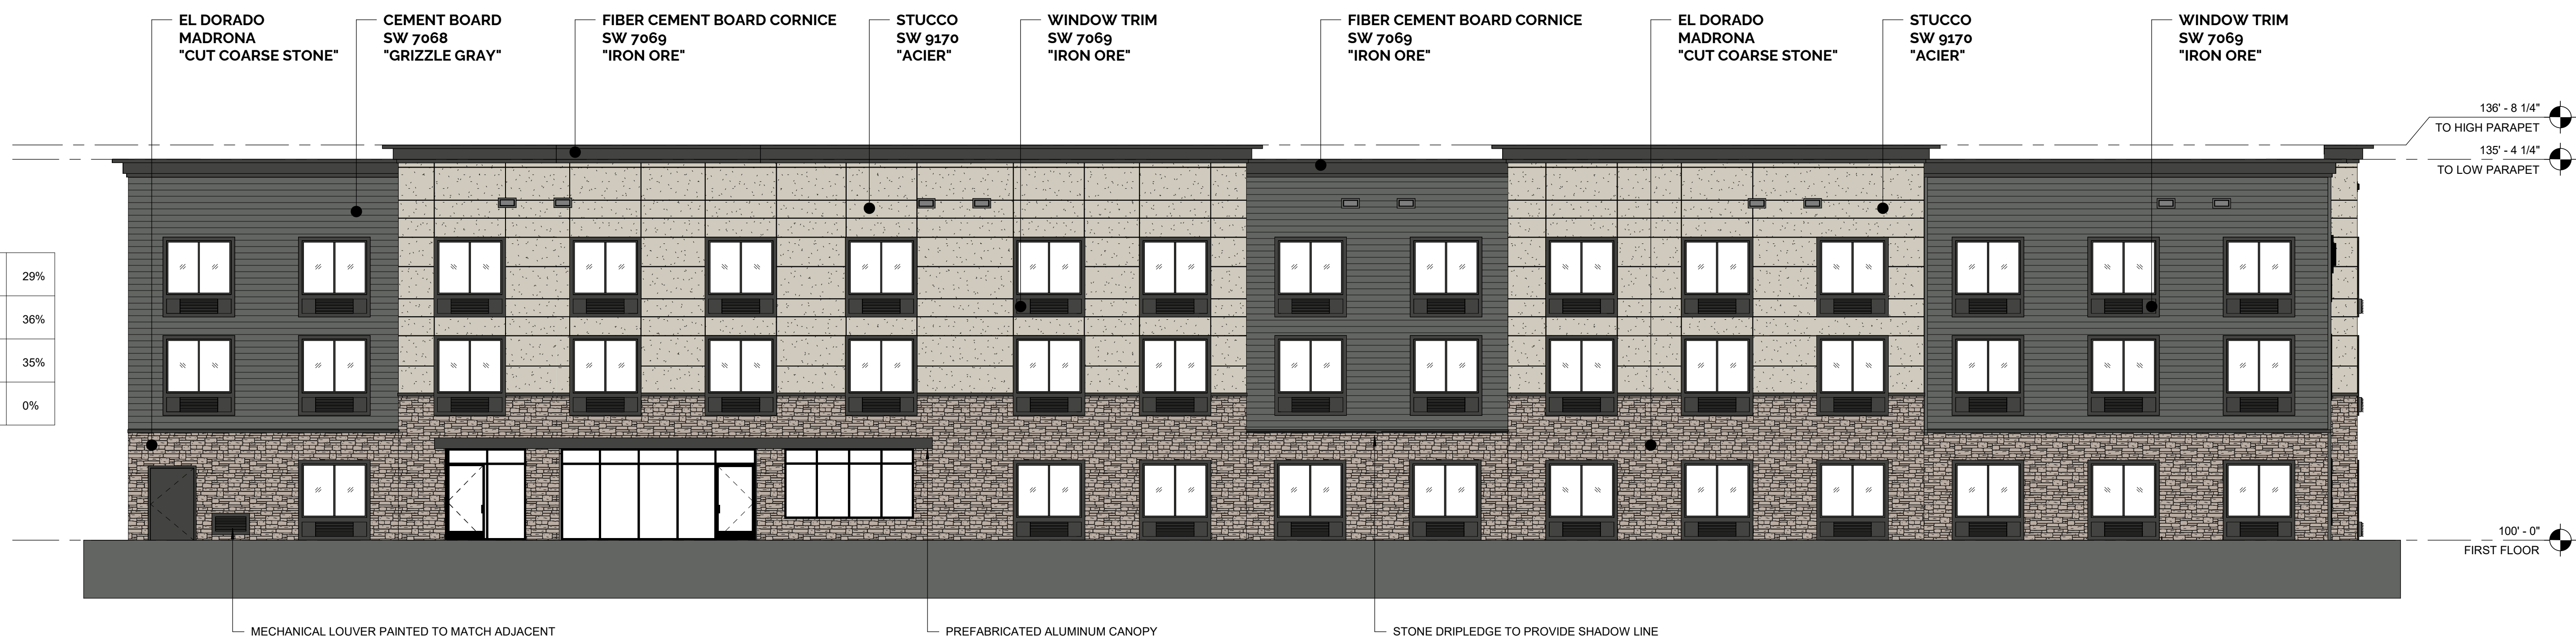 EL DORADO
MADRONA
"CUT COARSE STONE"
CEMENT BOARD
SW 7068
"GRIZZLE GRAY"
FIBER CEMENT BOARD CORNICE
SW 7069
"IRON ORE"
STUCCO
SW 9170
"ACIER"
WINDOW TRIM
SW 7069
"IRON ORE"
FIBER CEMENT BOARD CORNICE
SW 7069
"IRON ORE"
EL DORADO
MADRONA
"CUT COARSE STONE"
STUCCO
SW 9170
"ACIER"
WINDOW TRIM
SW 7069
"IRON ORE"
136' - 8 1/4"
TO HIGH PARAPET
135' - 4 1/4"
TO LOW PARAPET
29%
36%
35%
0%
100' - 0"
FIRST FLOOR
MECHANICAL LOUVER PAINTED TO MATCH ADJACENT
PREFABRICATED ALUMINUM CANOPY
STONE DRIPLEDGE TO PROVIDE SHADOW LINE